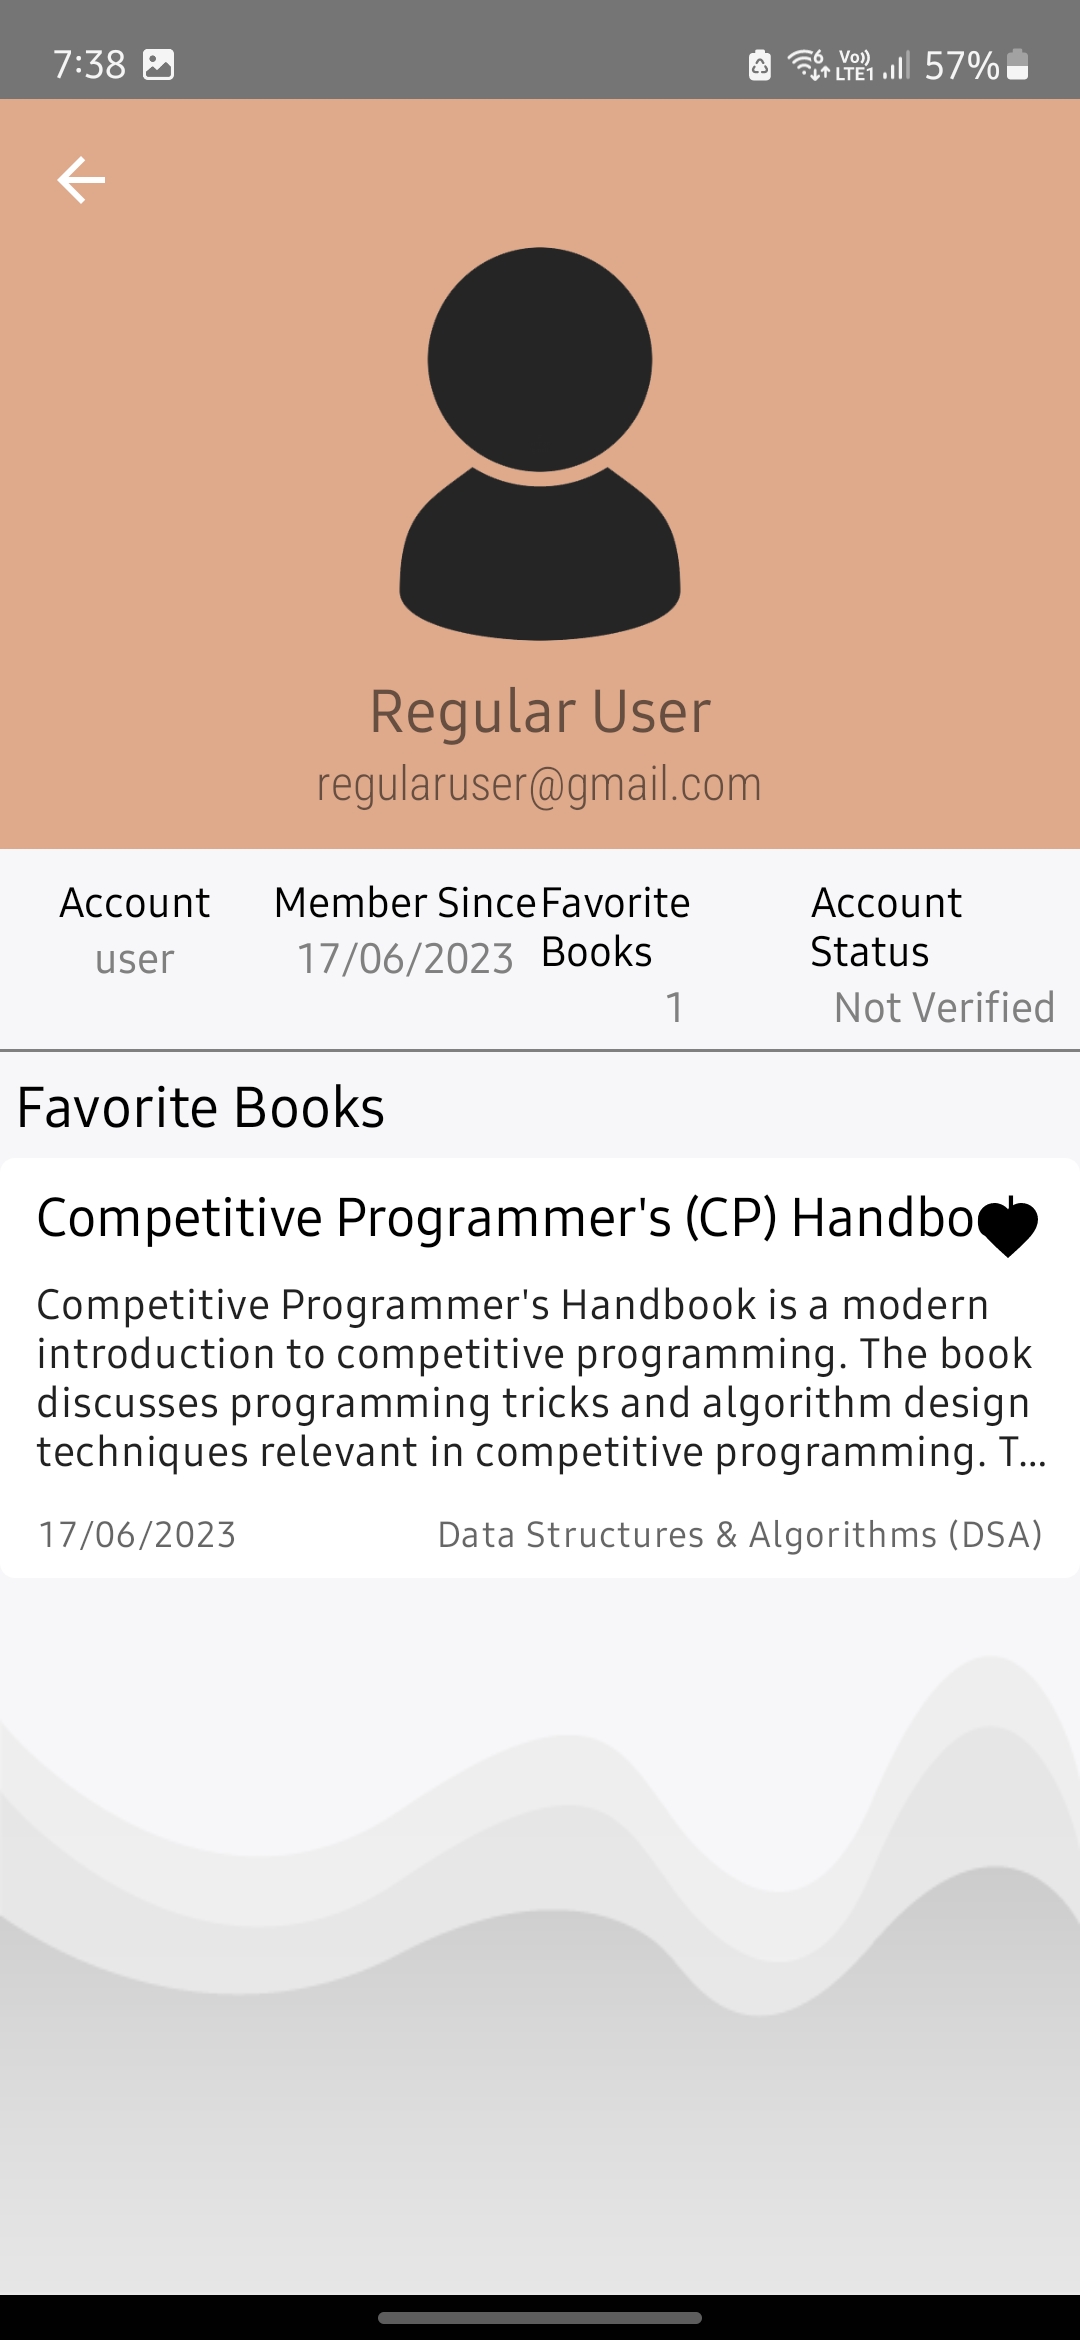 7:38
Vo))
LTE1
6
57%
Regular User
regularuser@gmail.com
Account
user
Member Since
17/06/2023
Favorite
Books
1
Account
Status
Not Verified
Favorite Books
Competitive Programmer's (CP) Handbo
Competitive Programmer's Handbook is a modern
introduction to competitive programming. The book
discusses programming tricks and algorithm design
techniques relevant in competitive programming. T...
17/06/2023
Data Structures & Algorithms (DSA)